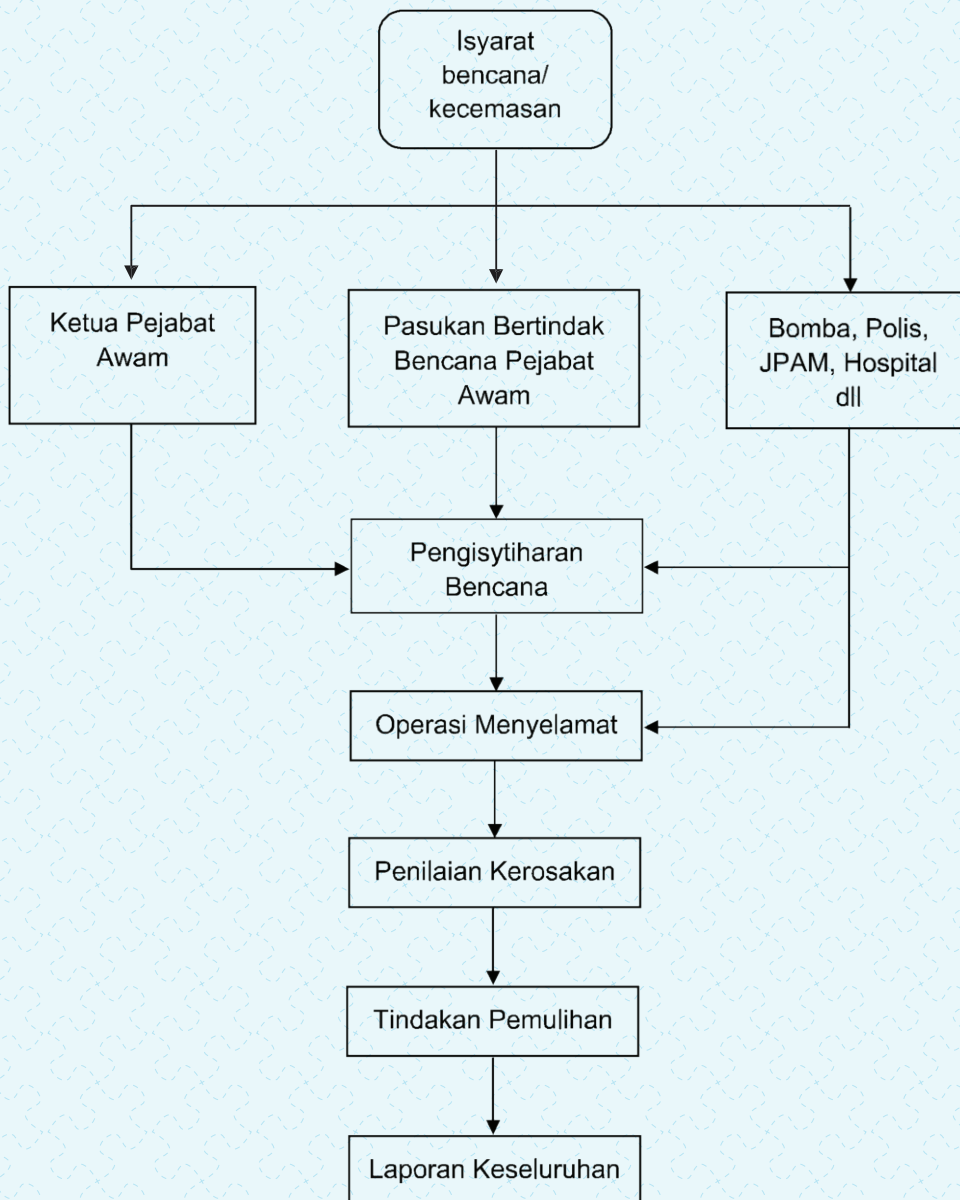 Isyarat
bencana/
kecemasan
Ketua Pejabat
Awam
Pasukan Bertindak
Bencana Pejabat
Awam
Bomba, Polis,
JPAM, Hospital
dll
Pengisytiharan
Bencana
Operasi Menyelamat
Penilaian Kerosakan
Tindakan Pemulihan
Laporan Keseluruhan